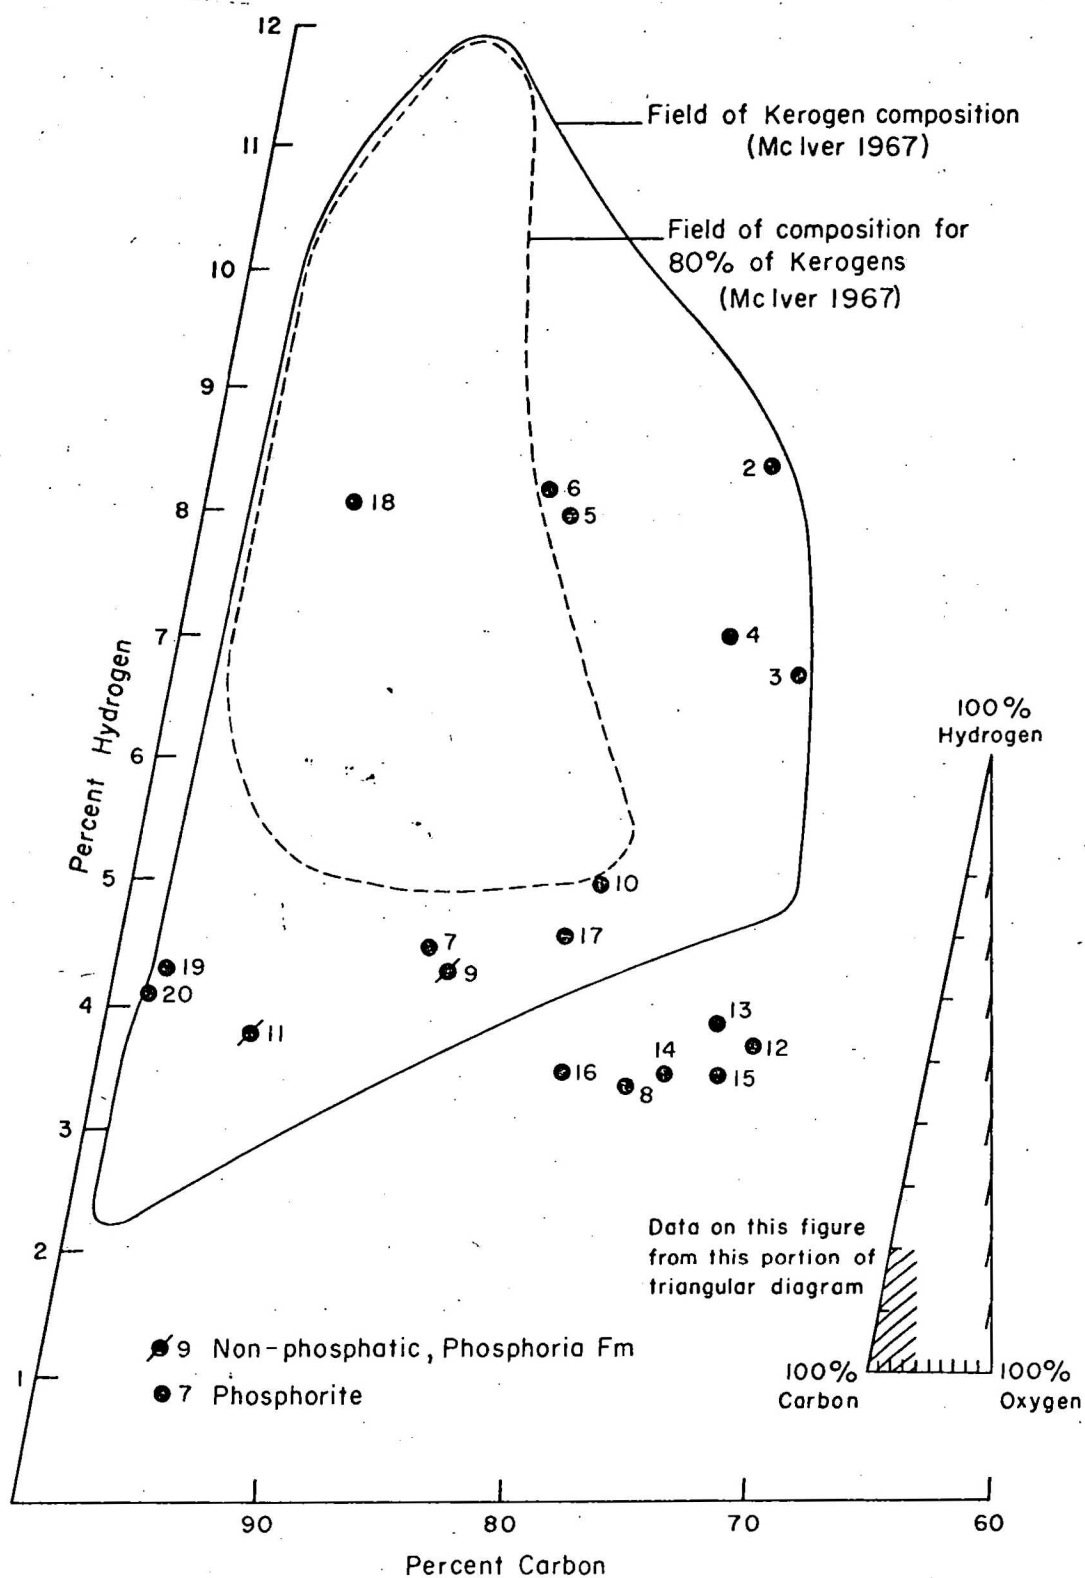 12
11
10
9
8
7
6
5
4
3
2
1
Percent Hydrogen
Field of Kerogen composition
(Mc Iver 1967)
Field of composition for
80% of Kerogens
(Mc Iver 1967)
2
6
5
18
4
3
10
17
7
9
19
20
11
13
12
14
16
8
15
100%
Hydrogen
Data on this figure
from this portion of
triangular diagram
100%
Carbon
100%
Oxygen
9 Non-phosphatic, Phosphoria Fm
7 Phosphorite
90
80
70
60
Percent Carbon